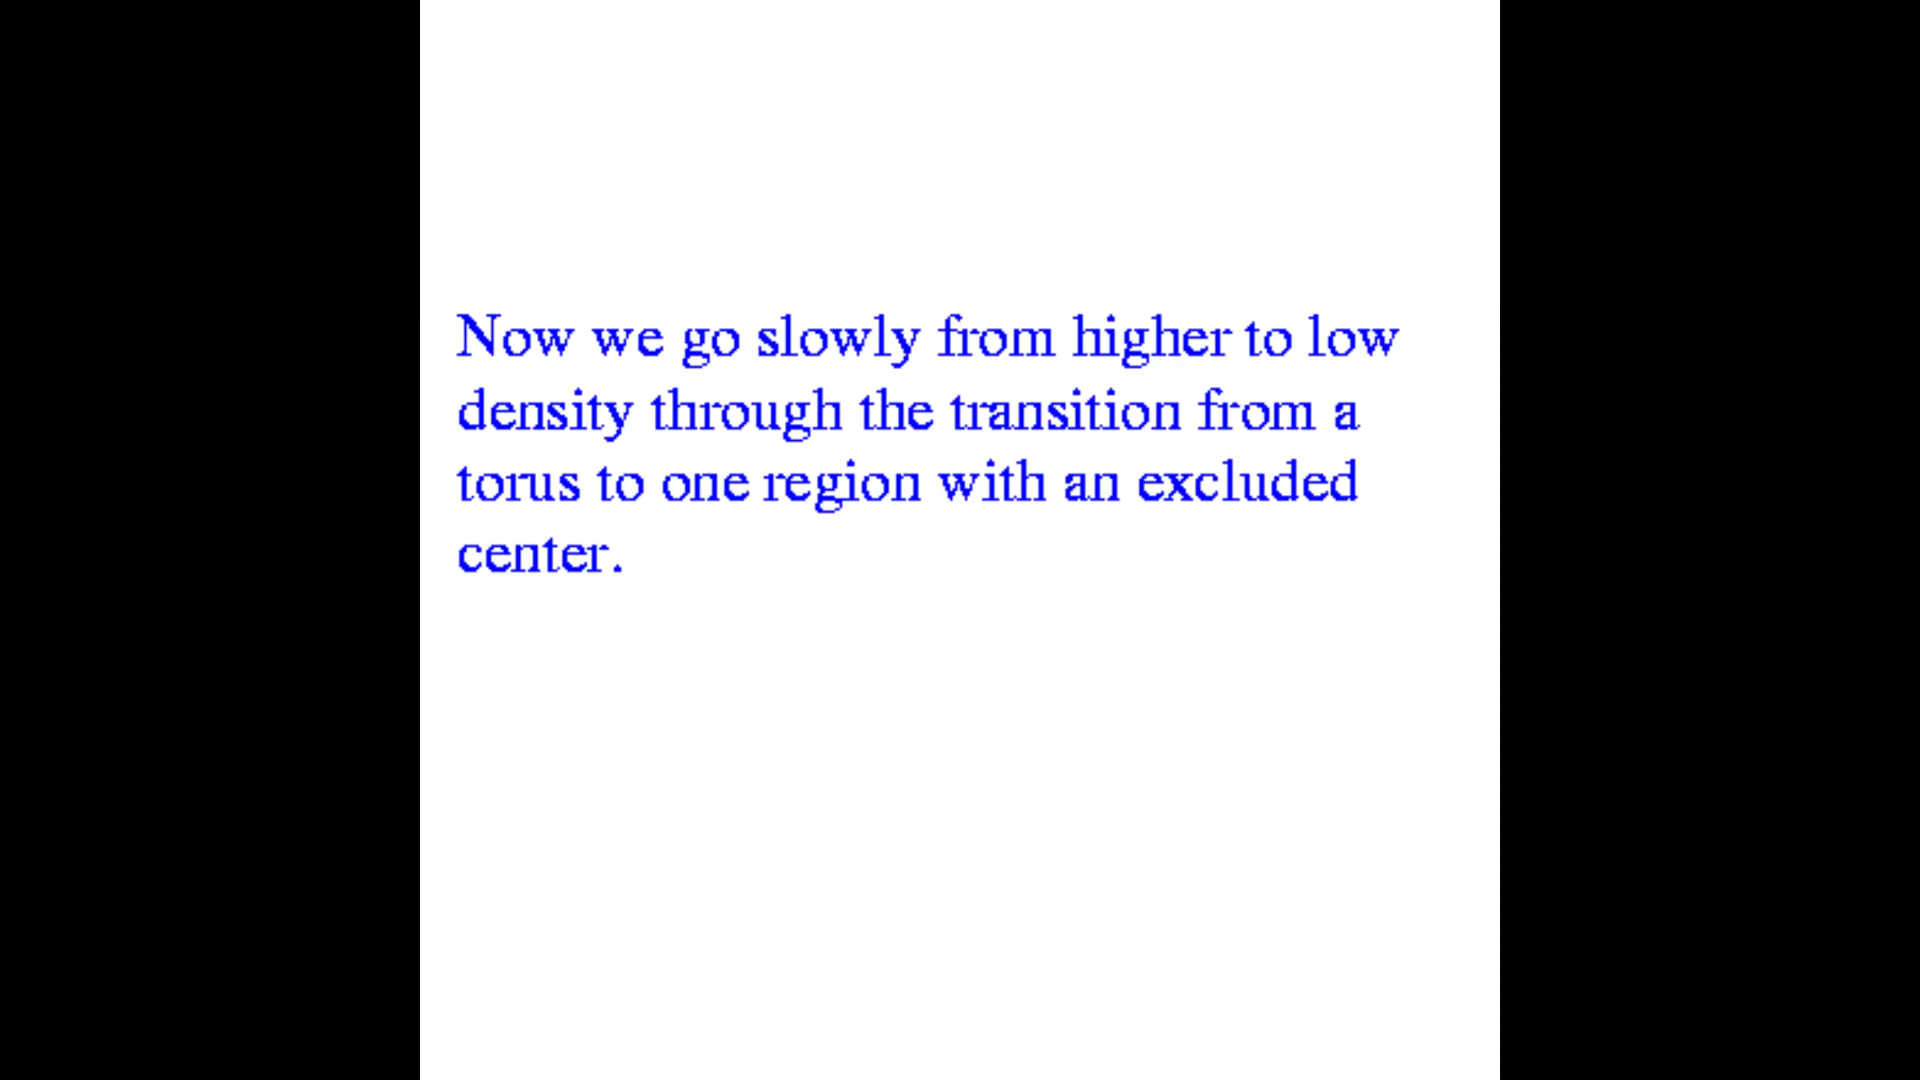 Now we go slowly from higher to low
density through the transition from a
torus to one region with an excluded
center.